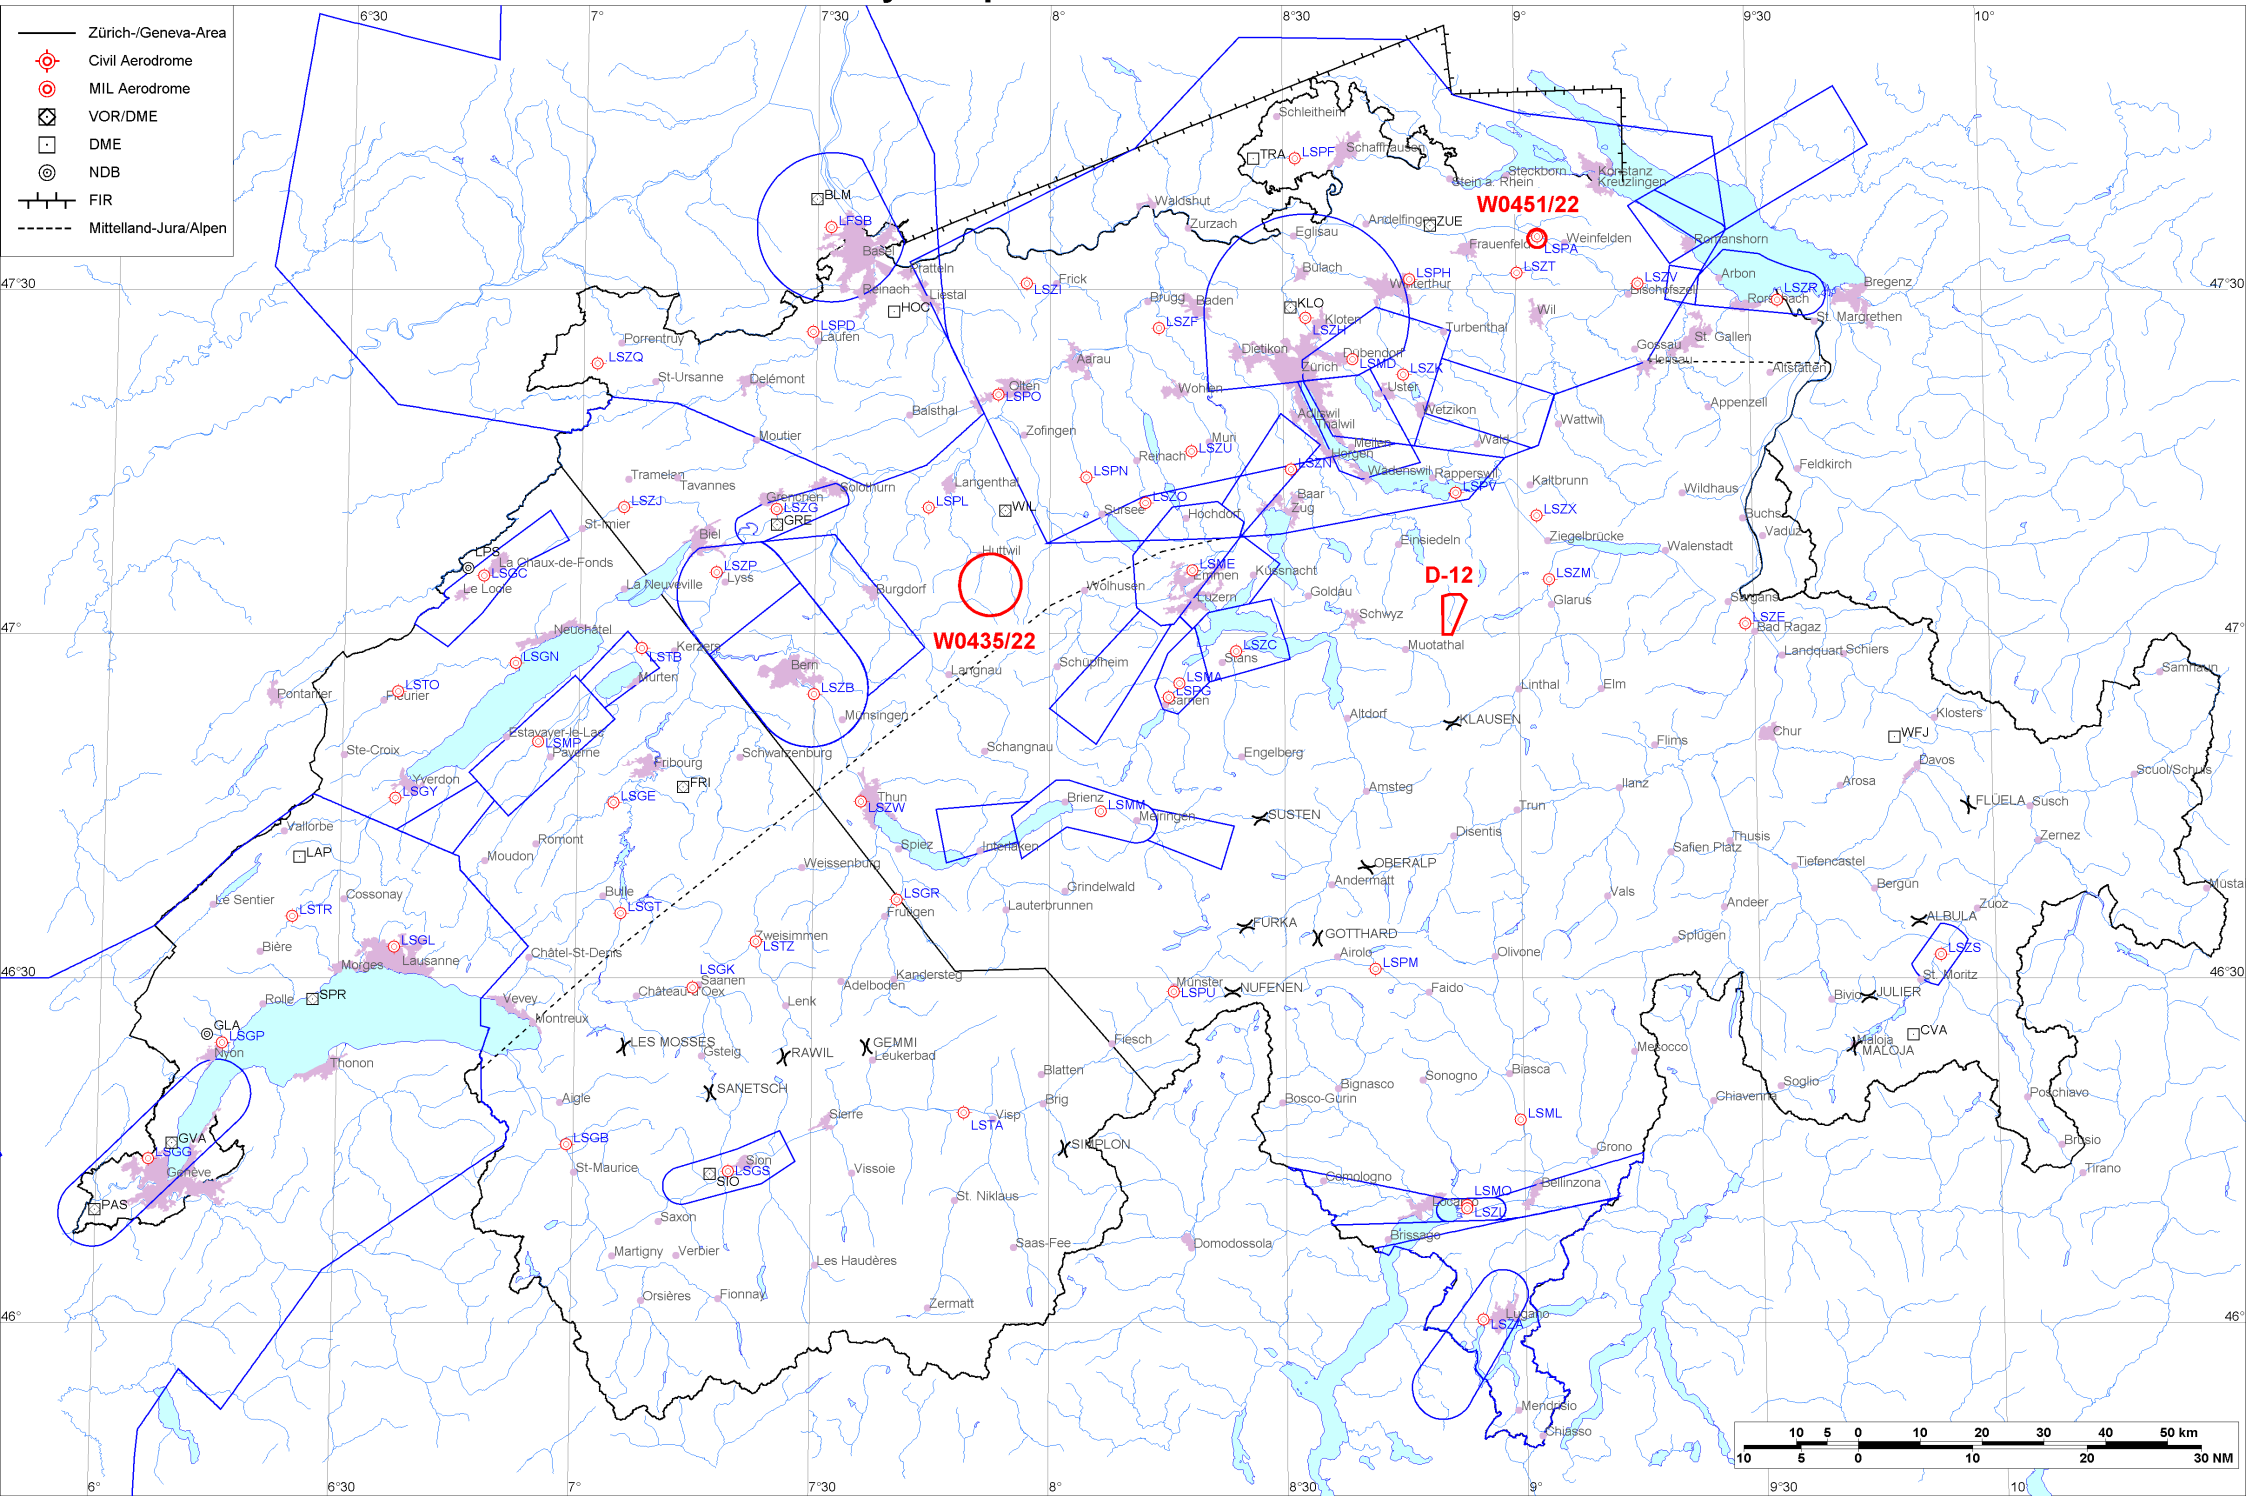 6°30
7°
7°30
8°
8°30
9°
9°30
10°
Zürich-/Geneva-Area
Civil Aerodrome
MIL Aerodrome
VOR/DME
DME
NDB
FIR
Mittelland-Jura/Alpen
Schleitheim
TRA
LSPF
Schaffhausen
Steckborn
Stein a. Rhein
Konstanz
Kreuzlingen
BLM
LFSB
Basel
Waldshut
Zurzach
Eglisau
Andelfingen
ZUE
W0451/22
LSPA
Weinfelden
Frauenfeld
Romanshorn
Pratteln
Reinach
Liestal
HOC
LSZI
Frick
Bülach
LSPH
Winterthur
LSZT
LSZV
Bischofszell
Arbon
LSZR
Rorschach
Bregenz
47°30
47°30
Brugg
Baden
KLO
Kloten
LSZH
LSZF
Wil
St. Margrethen
LSPD
Laufen
Porrentruy
LSZQ
Turbenthal
St. Gallen
Gossau
Herisau
Altstätten
Dietikon
Zürich
Dübendorf
LSMD
LSZK
Uster
Aarau
St-Ursanne
Delémont
Olten
LSPO
Wohlen
Balsthal
Adliswil
Thalwil
Wetzikon
Appenzell
Wattwil
Moutier
Zofingen
Muri
LSZU
Meilen
Wald
Horgen
Reinach
LSZN
Wädenswil
Rapperswil
LSPV
Kaltbrunn
Feldkirch
Wildhaus
Tramelan
Tavannes
LSPN
Langenthal
Solothurn
Grenchen
LSZG
GRE
LSZJ
LSPL
WIL
LSZO
Sursee
Hochdorf
Baar
Zug
LSZX
Buchs
Vaduz
St-Imier
Biel
Einsiedeln
Ziegelbrücke
Walenstadt
LPS
La Chaux-de-Fonds
LSGC
Le Locle
LSZP
Lyss
La Neuveville
Huttwil
Burgdorf
Wolhusen
LSME
Emmen
Küssnacht
Luzern
Goldau
D-12
LSZM
Glarus
Schwyz
Sargans
LSZE
Bad Ragaz
Neuchâtel
47°
47°
W0435/22
Muotathal
Kerzers
LSTB
Murten
LSGN
Bern
LSZB
Langnau
Schüpfheim
LSZC
Stans
LSMA
LSPG
Sarnen
Landquart
Schiers
Samnaun
LSTO
Fleurier
Pontarlier
Linthal
Elm
Münsingen
Altdorf
KLAUSEN
Klosters
WFJ
Chur
Flims
Estavayer-le-Lac
LSMP
Payerne
Ste-Croix
Schangnau
Schwarzenburg
Engelberg
Davos
Scuol/Schuls
Fribourg
FRI
Yverdon
LSGY
LSGE
Thun
LSZW
Brienz
LSMM
Meiringen
Amsteg
Ilanz
Arosa
FLÜELA
Susch
Trun
SUSTEN
Vallorbe
LAP
Romont
Moudon
Disentis
Thusis
Safien Platz
Zernez
Spiez
Interlaken
Weissenburg
OBERALP
Tiefencastel
Andermatt
Grindelwald
Bergün
Müstair
Le Sentier
Cossonay
Bulle
LSGR
Frutigen
Vals
Andeer
Zuoz
LSTR
LSGT
Lauterbrunnen
FURKA
ALBULA
GOTTHARD
Splügen
Zweisimmen
LSTZ
Bière
LSGL
Lausanne
Morges
Châtel-St-Denis
Airolo
Olivone
LSZS
46°30
46°30
LSPM
LSGK
Saanen
Château-d'Oex
Kandersteg
Adelboden
Münster
LSPU
NUFENEN
Faido
St. Moritz
JULIER
Bivio
SPR
Rolle
Vevey
Lenk
Montreux
GLA
LSGP
Nyon
CVA
Maloja
MALOJA
LES MOSSES
Gsteig
RAWIL
GEMMI
Leukerbad
Fiesch
Mesocco
Thonon
Blatten
Bignasco
Sonogno
Biasca
Soglio
Poschiavo
SANETSCH
Aigle
Brig
Bosco-Gurin
Chiavenna
Sierre
LSTA
Visp
LSML
GVA
LSGG
Genève
LSGB
SIMPLON
Grono
Brusio
Tirano
St-Maurice
Sion
LSGS
SIO
Vissoie
Comologno
Bellinzona
LSMO
Locarno
LSZL
PAS
St. Niklaus
Saxon
Brissago
Martigny
Verbier
Saas-Fee
Domodossola
Les Haudères
Orsières
Fionnay
Zermatt
46°
46°
Lugano
LSZA
Mendrisio
Chiasso
10 5 0 10 20 30 40 50 km
10 5 0 10 20 30 NM
6°
6°30
7°
7°30
8°
8°30
9°
9°30
10